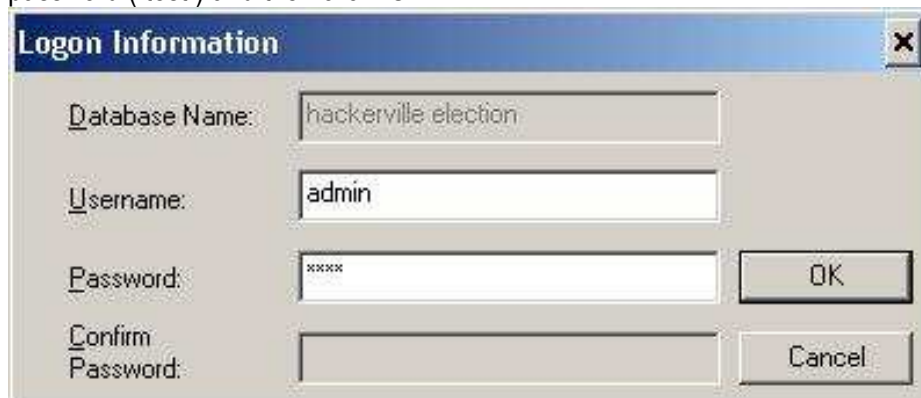 Logon Information
Database Name: hackerville election
Username: admin
Password: ****
OK
Confirm
Password:
Cancel